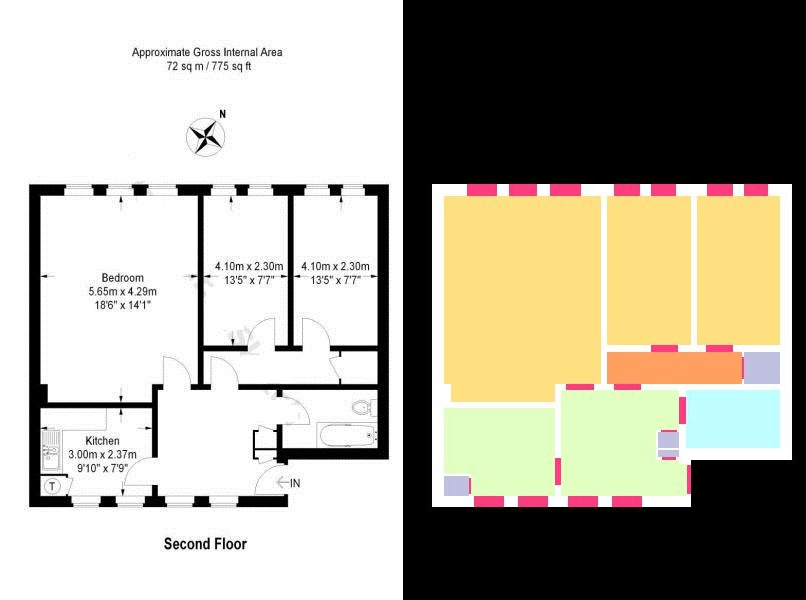 Approximate Gross Internal Area
72 sq m / 775 sq ft
N
4.10m x 2.30m
13'5" x 7'7"
4.10m x 2.30m
13'5" x 7'7"
Bedroom
5.65m x 4.29m
18'6" x 14'1"
Kitchen
3.00m x 2.37m
9'10" x 7'9"
T
IN
Second Floor